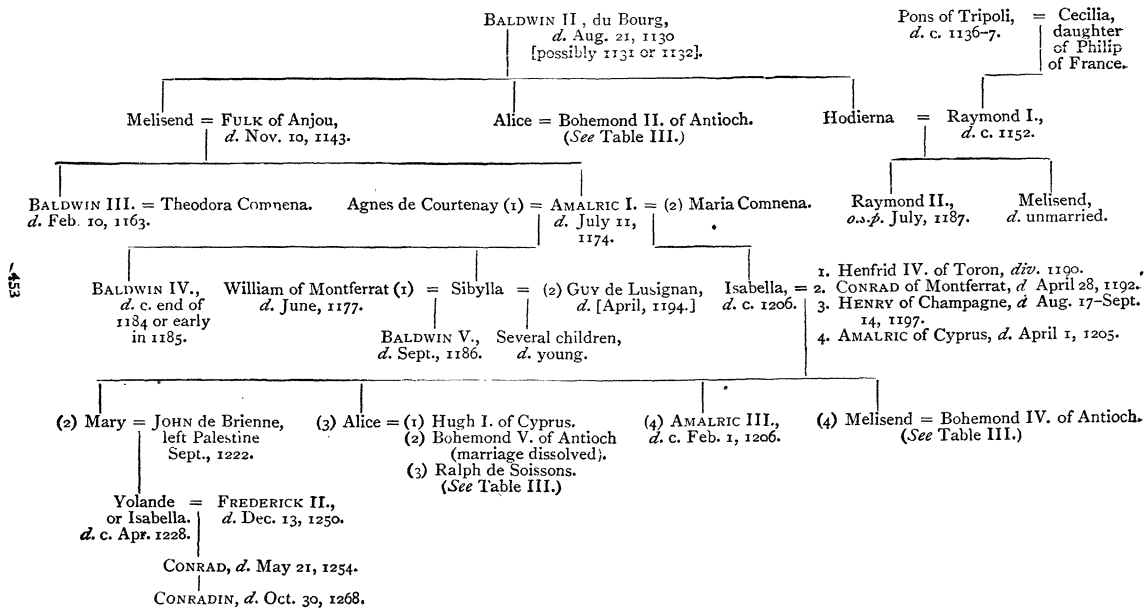 BALDWIN II, du Bourg,
d. Aug. 21, 1130
[possibly 1131 or 1132].
Pons of Tripoli, = Cecilia,
d. c. 1136-7. daughter
of Philip
of France.
Melisend = FULK of Anjou,
d. Nov. 10, 1143.
Alice = Bohemond II. of Antioch.
(See Table III.)
Hodierna = Raymond I.,
d. c. 1152.
BALDWIN III. = Theodora Comnena.
d. Feb. 10, 1163.
Agnes de Courtenay (1) = AMALRIC I. = (2) Maria Comnena.
d. July 11,
1174.
Raymond II.,
o.s.p. July, 1187.
Melisend,
d. unmarried.
453
BALDWIN IV.,
d. c. end of
1184 or early
in 1185.
William of Montferrat (1) = Sibylla = (2) GUY de Lusignan,
d. June, 1177.
d. [April, 1194.]
BALDWIN V.,
d. Sept., 1186.
Several children,
d. young.
Isabella, =
d. c. 1206.
1. Henfrid IV. of Toron, div. 1190.
2. CONRAD of Montferrat, d April 28, 1192.
3. HENRY of Champagne, d Aug. 17-Sept.
14, 1197.
4. AMALRIC of Cyprus, d. April 1, 1205.
(2) Mary = JOHN de Brienne,
left Palestine
Sept., 1222.
(3) Alice = (1) Hugh I. of Cyprus.
(2) Bohemond V. of Antioch
(marriage dissolved).
(3) Ralph de Soissons.
(See Table III.)
(4) AMALRIC III.,
d. c. Feb. 1, 1206.
(4) Melisend = Bohemond IV. of Antioch.
(See Table III.)
Yolande = FREDERICK II.,
or Isabella. d. Dec. 13, 1250.
d. c. Apr. 1228.
CONRAD, d. May 21, 1254.
CONRADIN, d. Oct. 30, 1268.